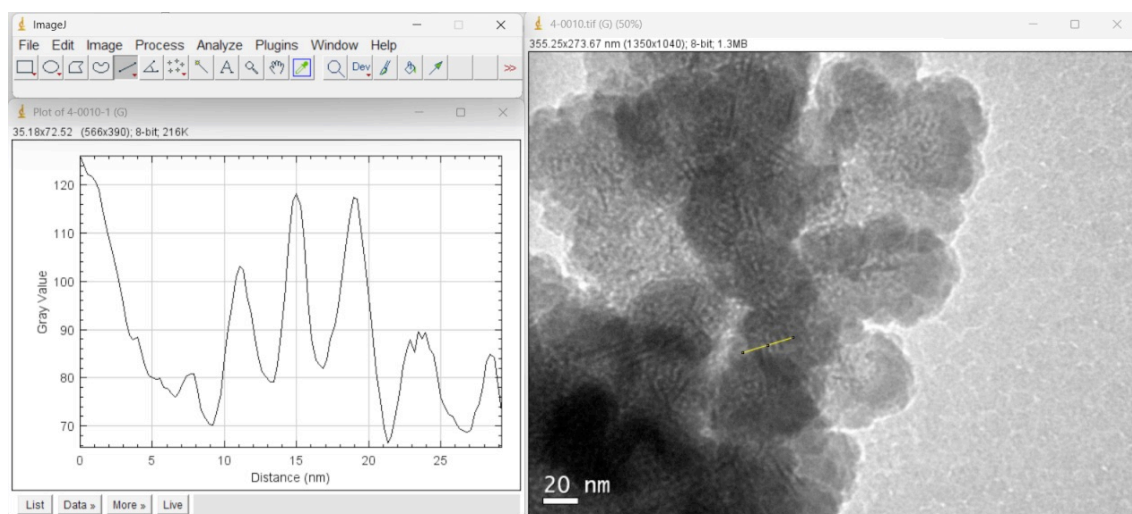 ImageJ
File Edit Image Process Analyze Plugins Window Help
A Dev >>
Plot of 4-0010-1 (G)
35.18x72.52 (566x390); 8-bit; 216K
120
110
100
90
80
70
Gray Value
0 5 10 15 20 25
Distance (nm)
List Data » More » Live
4-0010.tif (G) (50%)
355.25x273.67 nm (1350x1040); 8-bit; 1.3MB
20 nm